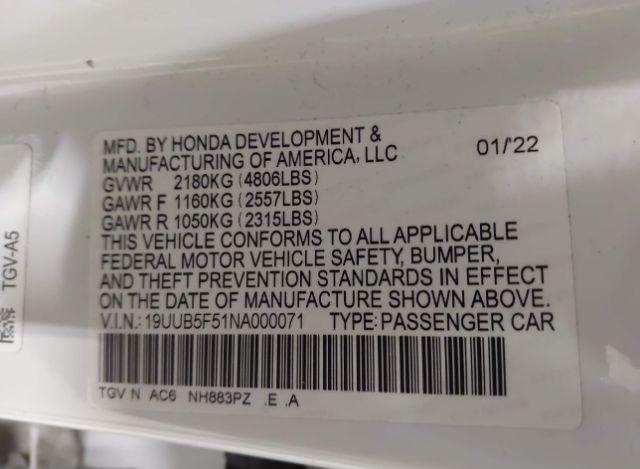 MFD. BY HONDA DEVELOPMENT &
MANUFACTURING OF AMERICA, LLC 01/'22
GVWR 2180KG (4806LBS)
GAWR F 1160KG (2557LBS)
GAWR R 1050KG (2315LBS)
THIS VEHICLE CONFORMS TO ALL APPLICABLE
FEDERAL MOTOR VEHICLE SAFETY, BUMPER,
AND THEFT PREVENTION STANDARDS IN EFFECT
ON THE DATE OF MANUFACTURE SHOWN ABOVE.
V.I.N.: 19UUB5F51NA000071 TYPE: PASSENGER CAR
TGV N AC6 NH883PZ .E .A
TGV-A5